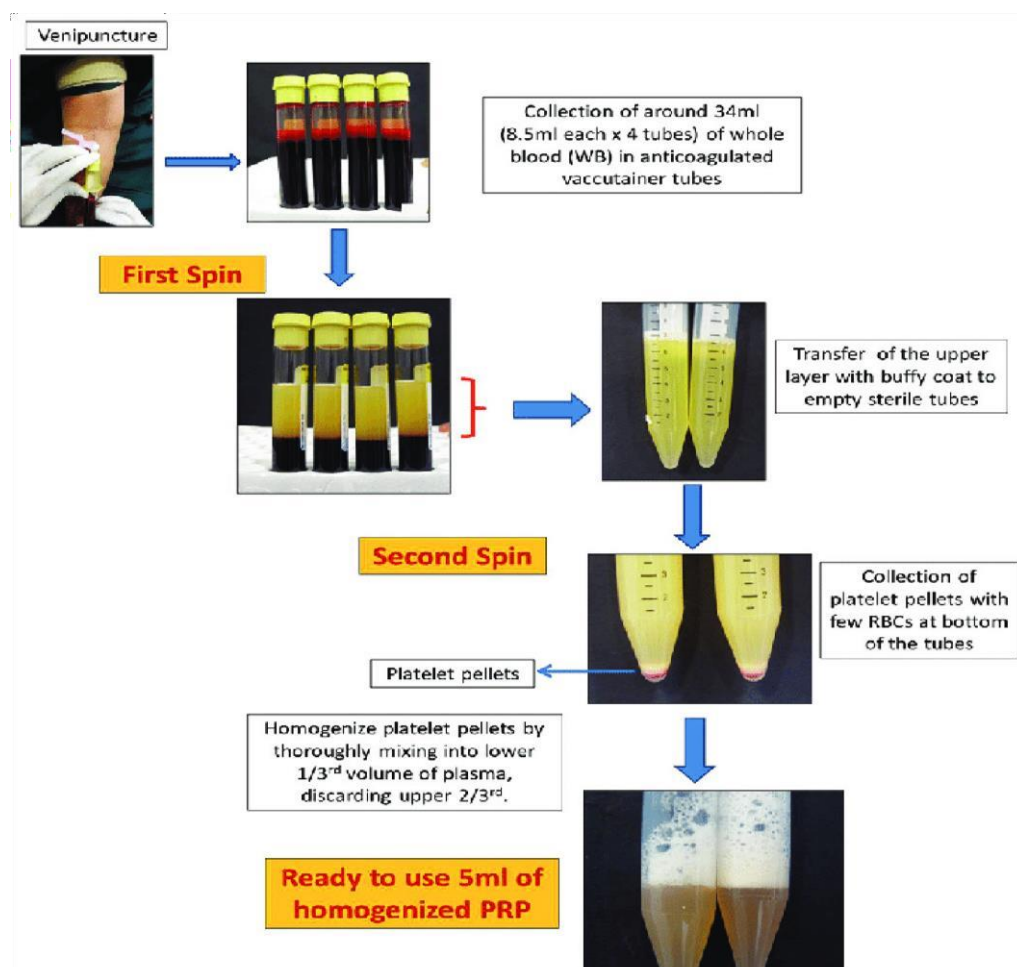 Venipuncture
Collection of around 34ml
(8.5ml each x 4 tubes) of whole
blood (WB) in anticoagulated
vaccutainer tubes
First Spin
Transfer of the upper
layer with buffy coat to
empty sterile tubes
Second Spin
Collection of
platelet pellets with
few RBCs at bottom
of the tubes
Platelet pellets
Homogenize platelet pellets by
thoroughly mixing into lower
1/3rd volume of plasma,
discarding upper 2/3rd.
Ready to use 5ml of
homogenized PRP